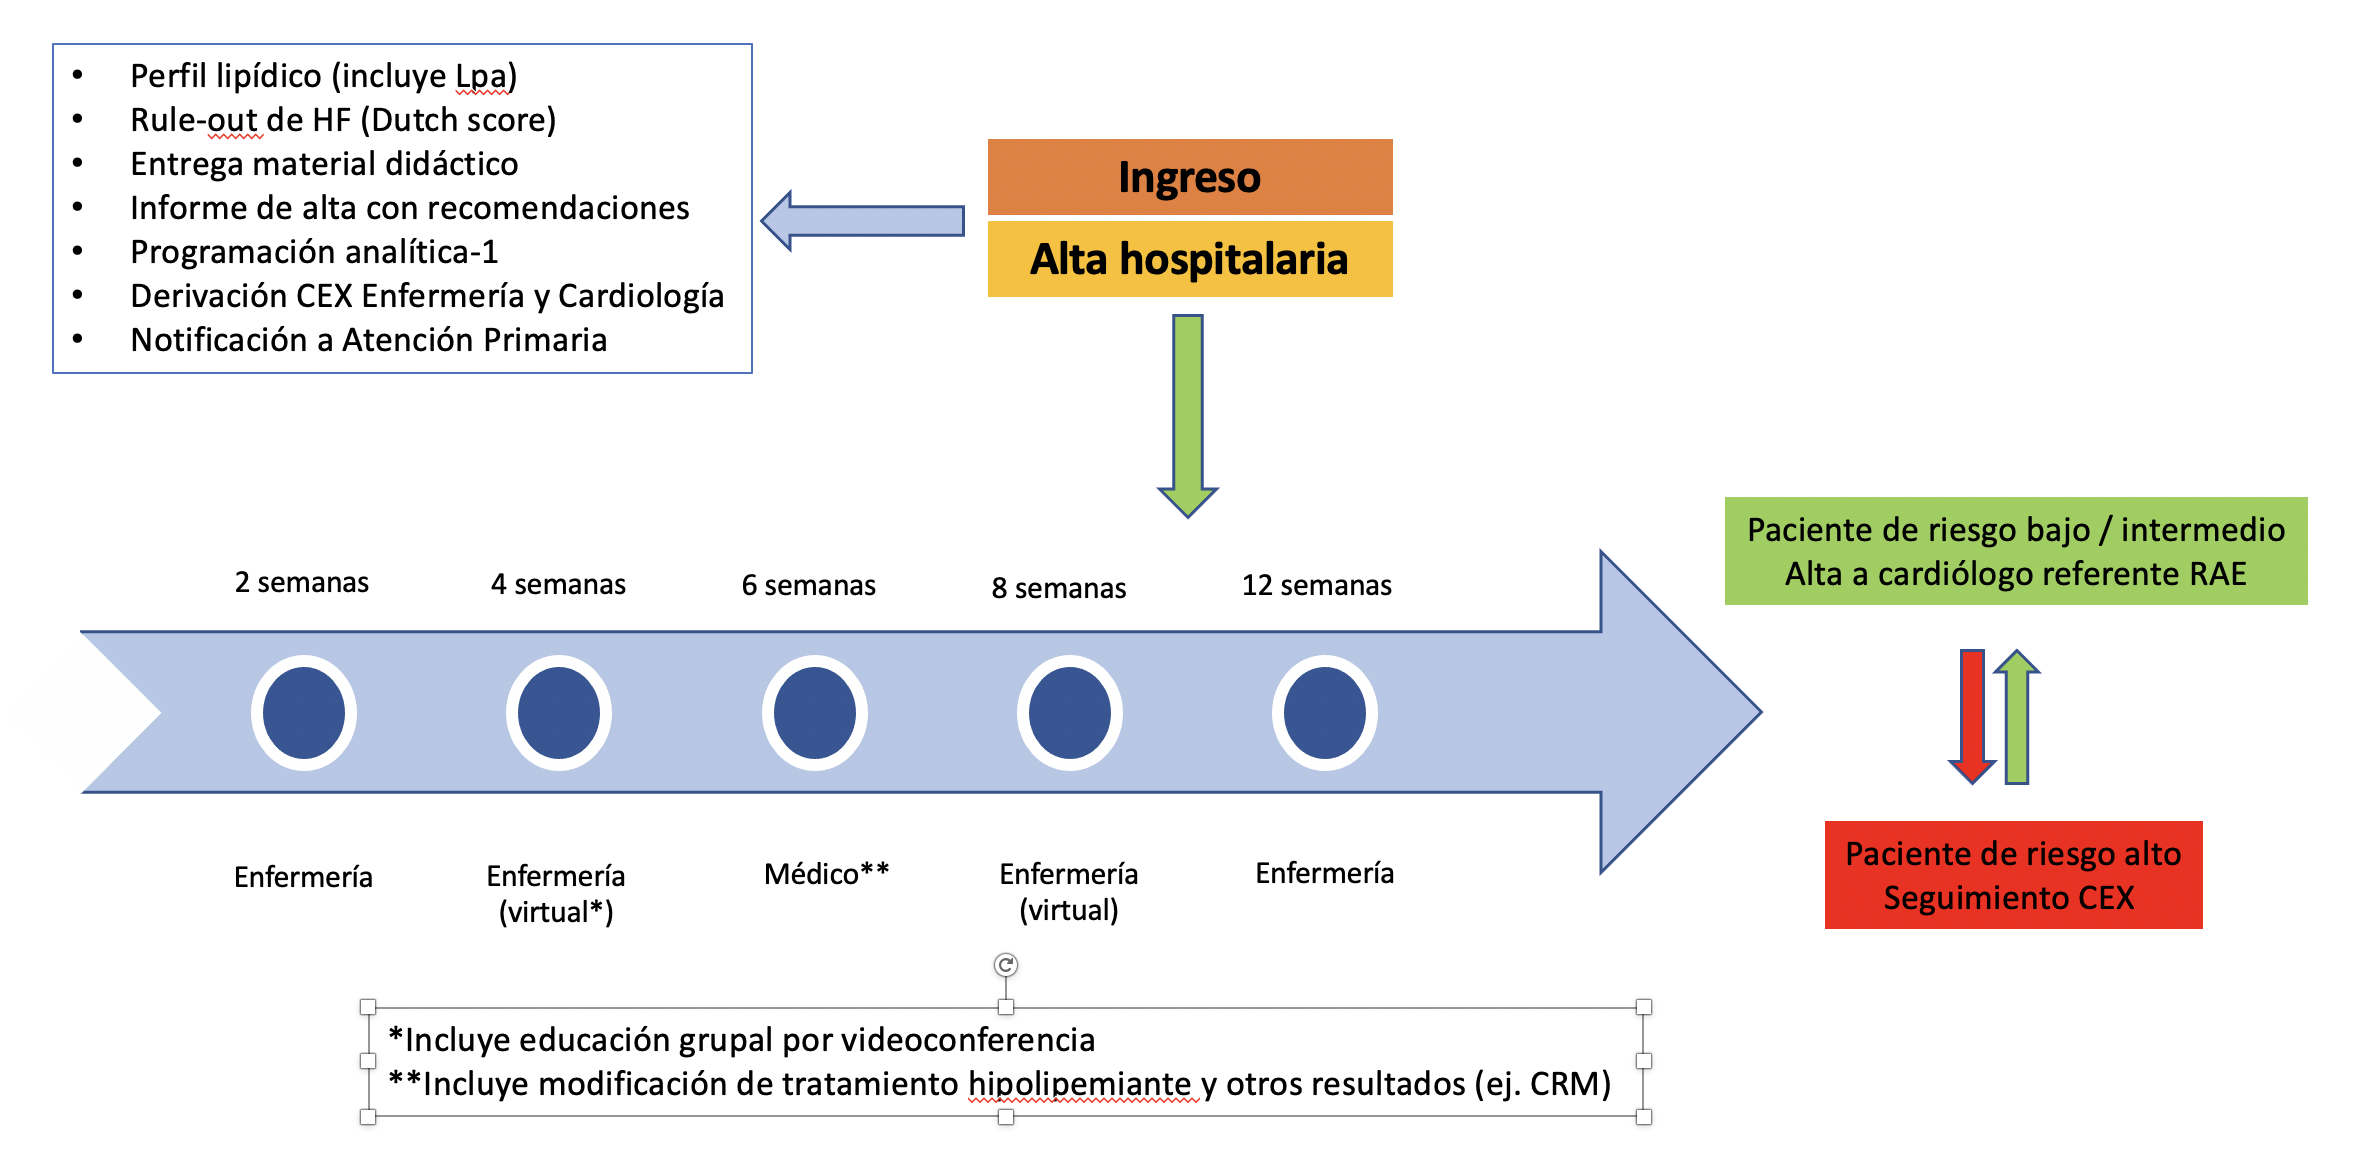 • Perfil lipídico (incluye Lpa)
• Rule-out de HF (Dutch score)
• Entrega material didáctico
• Informe de alta con recomendaciones
• Programación analítica-1
• Derivación CEX Enfermería y Cardiología
• Notificación a Atención Primaria
Ingreso
Alta hospitalaria
2 semanas
4 semanas
6 semanas
8 semanas
12 semanas
Enfermería
Enfermería
(virtual*)
Médico**
Enfermería
(virtual)
Enfermería
Paciente de riesgo bajo / intermedio
Alta a cardiólogo referente RAE
Paciente de riesgo alto
Seguimiento CEX
*Incluye educación grupal por videoconferencia
**Incluye modificación de tratamiento hipolipemiante y otros resultados (ej. CRM)